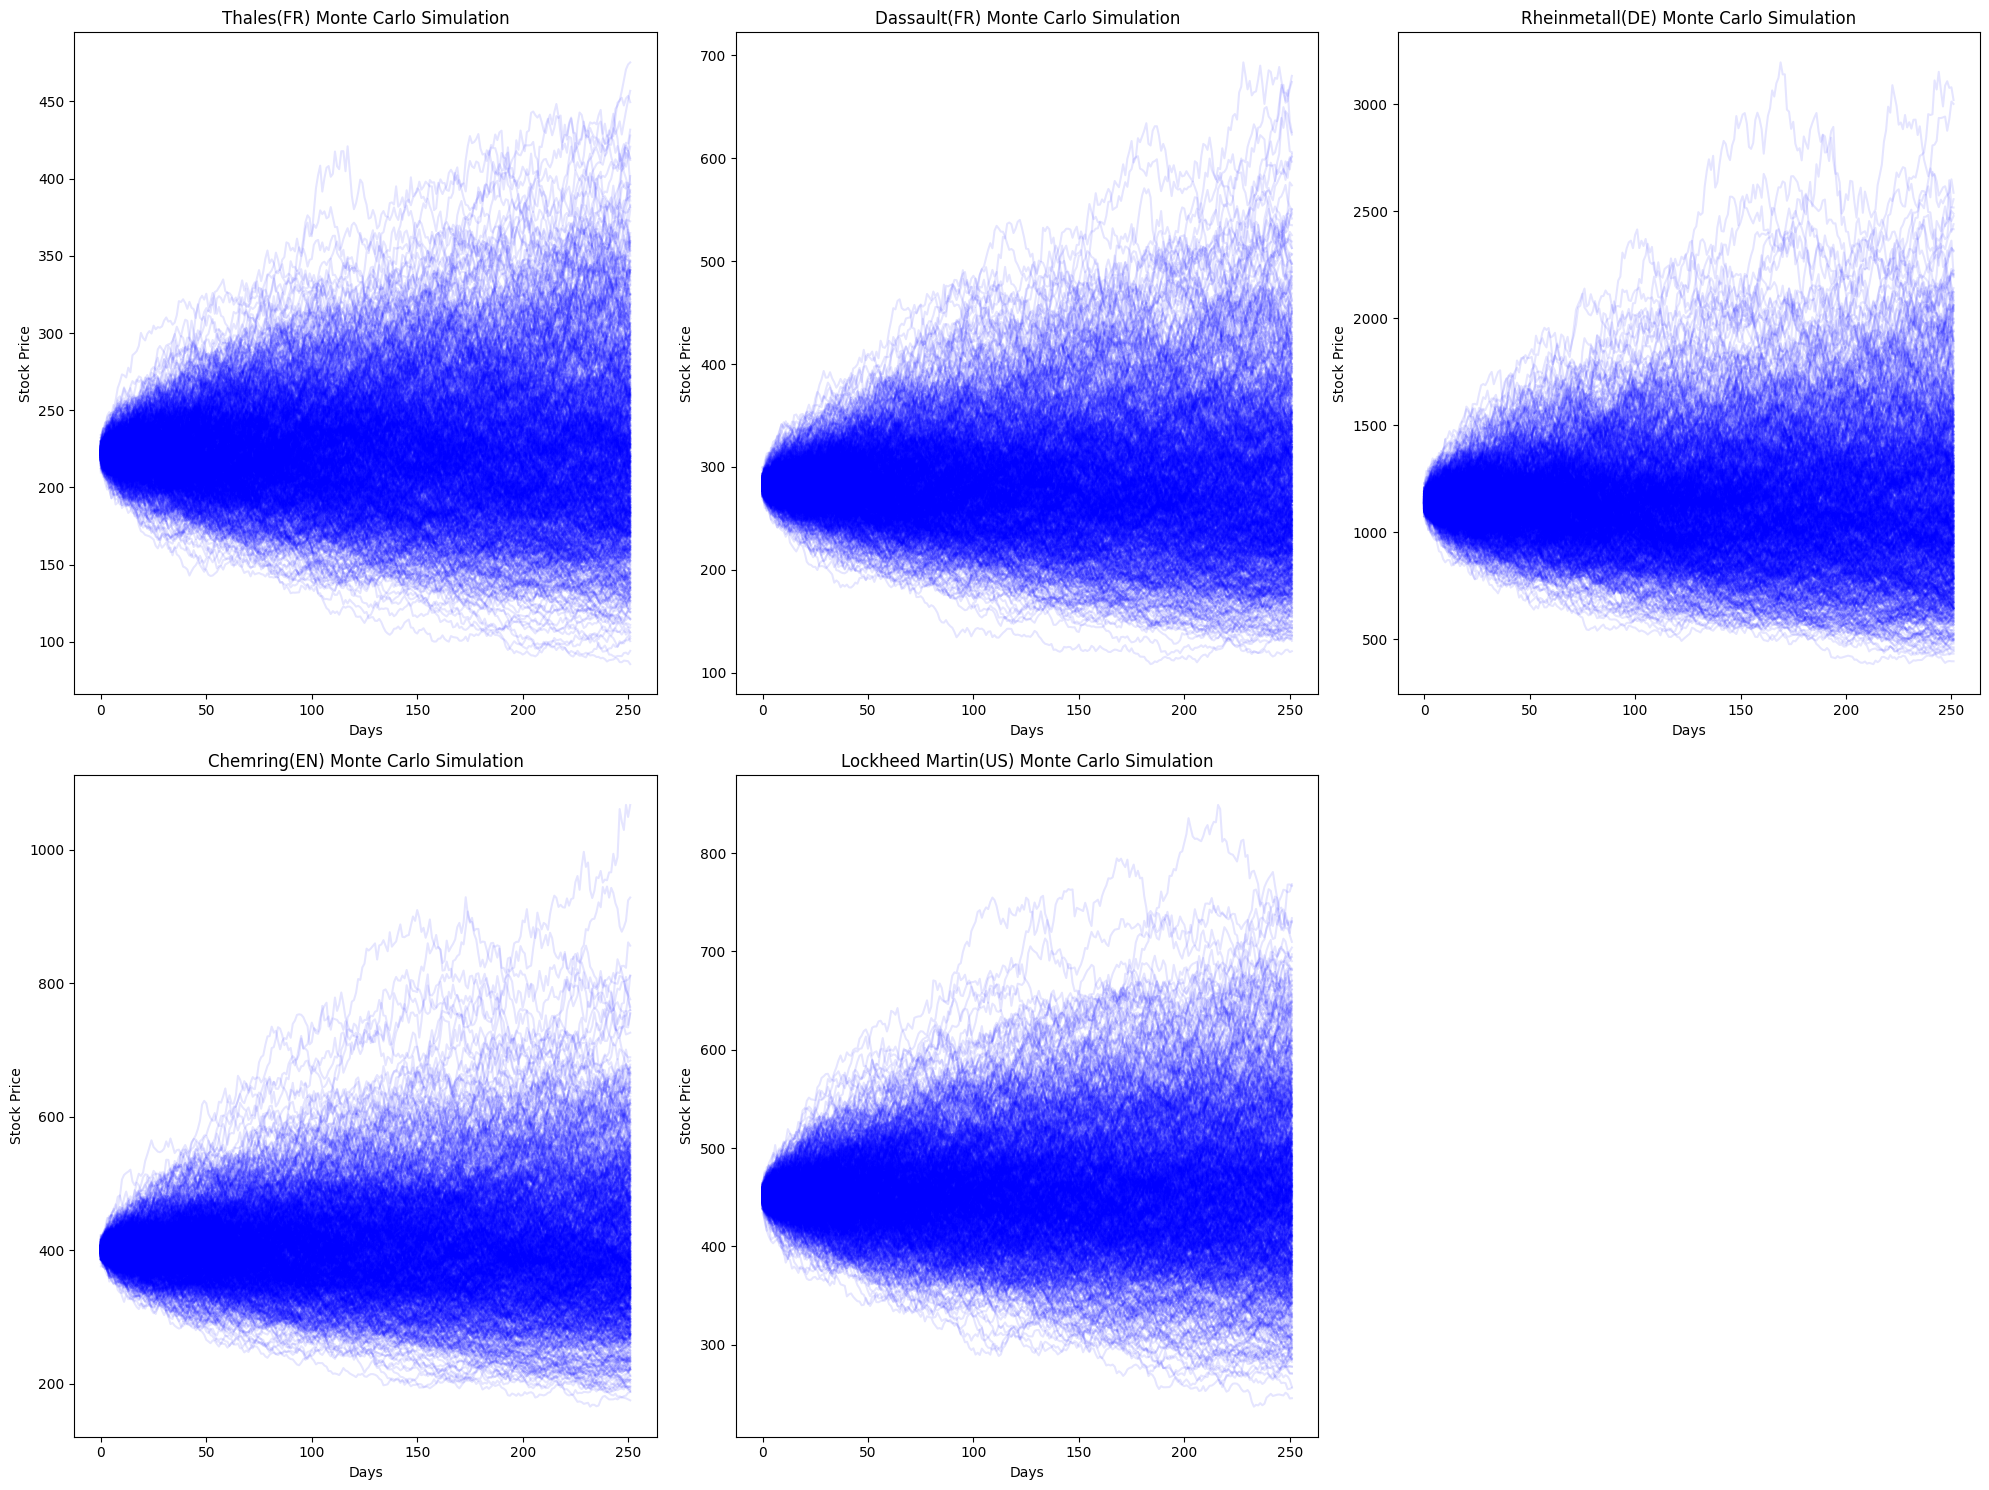 Thales(FR) Monte Carlo Simulation
Stock Price
450
400
350
300
250
200
150
100
0 50 100 150 200 250
Days
Dassault(FR) Monte Carlo Simulation
Stock Price
700
600
500
400
300
200
100
0 50 100 150 200 250
Days
Rheinmetall(DE) Monte Carlo Simulation
Stock Price
3000
2500
2000
1500
1000
500
0 50 100 150 200 250
Days
Chemring(EN) Monte Carlo Simulation
Stock Price
1000
800
600
400
200
0 50 100 150 200 250
Days
Lockheed Martin(US) Monte Carlo Simulation
Stock Price
800
700
600
500
400
300
0 50 100 150 200 250
Days